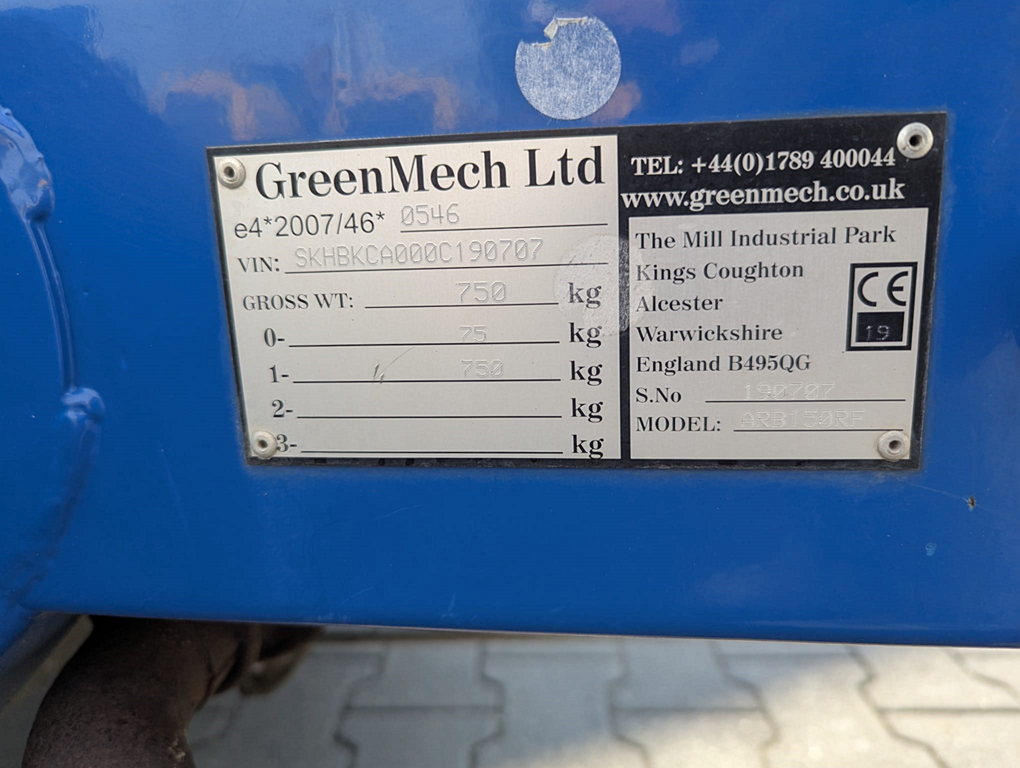 GreenMech Ltd
e4*2007/46* 0546
VIN: SKHBKCA000C190707
GROSS WT: 750 kg
0- 75 kg
1- 750 kg
2- kg
3- kg
TEL: +44(0)1789 400044
www.greenmech.co.uk
The Mill Industrial Park
Kings Coughton
Alcester
Warwickshire
England B495QG
CE
19
S.No 190707
MODEL: ARB150RF